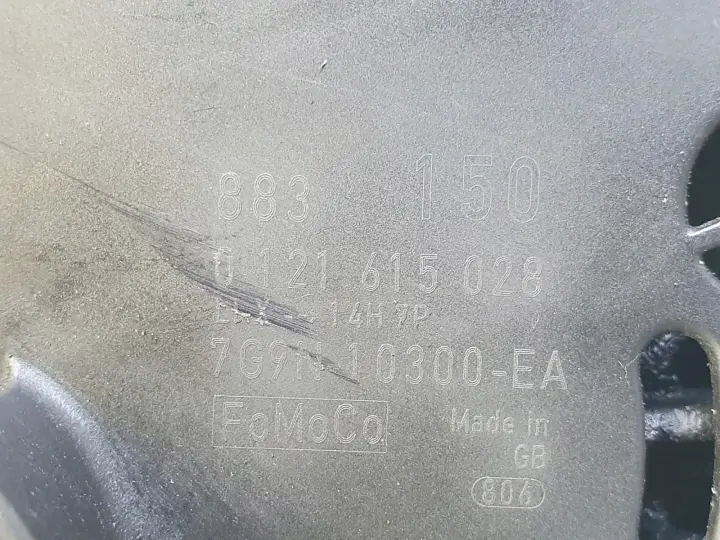 883 150
0 121 615 028
14H 7P
7G9N-10300-EA
FoMoCo
Made in
GB
806